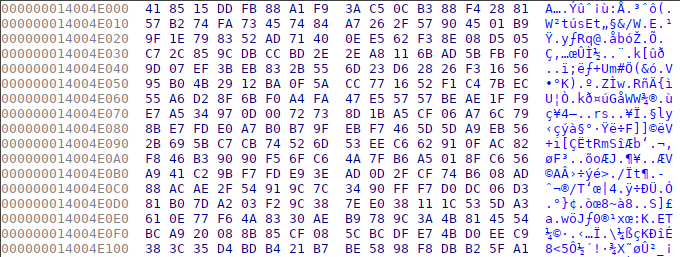 000000014004E000 41 85 15 DD FB 88 A1 F9 3A C5 0C B3 88 F4 28 81 A….Ýûˆ¡ù:Å.³ˆô(.
000000014004E010 57 B2 74 FA 73 45 74 84 A7 26 2F 57 90 45 01 B9 W²túsEt„§&/W.E.¹
000000014004E020 9F 1E 79 83 52 AD 71 40 0E E5 62 F3 8E 08 D5 05 Ÿ.yƒR­q@.åbóŽ.Õ.
000000014004E030 C7 2C 85 9C DB CC BD 2E 2E A8 11 6B AD 5B FB F0 Ç,…œÛÌ½..¨.k­[ûð
000000014004E040 9D 07 EF 3B EB 83 2B 55 6D 23 D6 28 26 F3 16 56 ..ï;ëƒ+Um#Ö(&ó.V
000000014004E050 95 B0 4B 29 12 BA 0F 5A CC 77 16 52 F1 C4 7B EC •°K).º.ZÌw.RñÄ{ì
000000014004E060 55 A6 D2 8F 6B F0 A4 FA 47 E5 57 57 BE AE 1F F9 U¦Ò.kð¤úGåWW¾®.ù
000000014004E070 E7 A5 34 97 0D 00 72 73 8D 1B A5 CF 06 A7 6C 79 ç¥4—..rs..¥Ï.§ly
000000014004E080 8B E7 FD E0 A7 B0 B7 9F EB F7 46 5D 5D A9 EB 56 ‹çýà§°·Ÿë÷F]]©ëV
000000014004E090 2B 69 5B C7 CB 74 52 6D 53 EE C6 62 91 0F AC 82 +i[ÇËtRmSîÆb‘.¬‚
000000014004E0A0 F8 46 B3 90 90 F5 6F C6 4A 7F B6 A5 01 8F C6 56 øF³..õoÆJ.¶¥..ÆV
000000014004E0B0 A9 41 C2 9B F7 FD E9 3E AD 0D 2F CF 74 B6 08 AD ©AÂ›÷ýé>­./Ït¶.­
000000014004E0C0 88 AC AE 2F 54 91 9C 7C 34 90 FF F7 D0 DC 06 D3 ˆ¬®/T‘œ|4.ÿ÷ÐÜ.Ó
000000014004E0D0 81 B0 7D A2 03 F2 9C 38 7E E0 38 11 1C 53 5D A3 .°}¢.òœ8~à8..S]£
000000014004E0E0 61 0E 77 F6 4A 83 30 AE B9 78 9C 3A 4B 81 45 54 a.wöJƒ0®¹xœ:K.ET
000000014004E0F0 BC A9 20 08 8B 85 CF 08 5C BC DF E7 4B D0 EE C9 ¼© .‹…Ï.\¼ßçKÐîÉ
000000014004E100 38 3C 35 D4 BD B4 21 B7 BE 58 98 F8 DB B2 5F A1 8<5Ô½´!·¾X˜øÛ²_¡